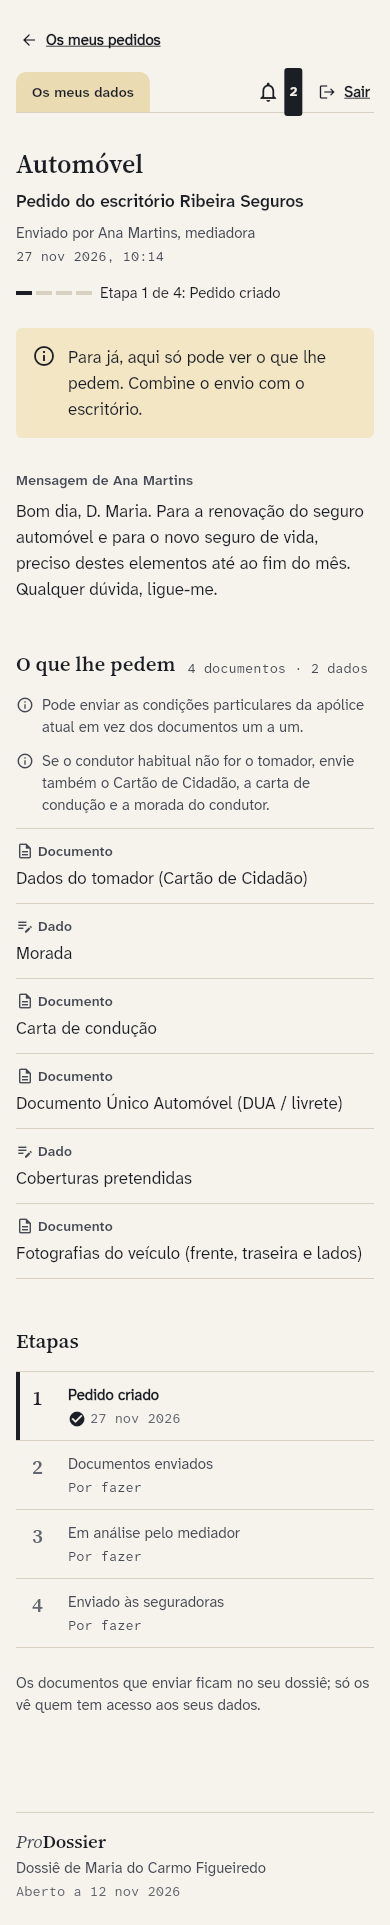 Os meus pedidos
Os meus dados
2
Sair
Automóvel
Pedido do escritório Ribeira Seguros
Enviado por Ana Martins, mediadora
27 nov 2026, 10:14
Etapa 1 de 4: Pedido criado
Para já, aqui só pode ver o que lhe
pedem. Combine o envio com o
escritório.
Mensagem de Ana Martins
Bom dia, D. Maria. Para a renovação do seguro
automóvel e para o novo seguro de vida,
preciso destes elementos até ao fim do mês.
Qualquer dúvida, ligue-me.
O que lhe pedem 4 documentos · 2 dados
Pode enviar as condições particulares da apólice
atual em vez dos documentos um a um.
Se o condutor habitual não for o tomador, envie
também o Cartão de Cidadão, a carta de
condução e a morada do condutor.
Documento
Dados do tomador (Cartão de Cidadão)
Dado
Morada
Documento
Carta de condução
Documento
Documento Único Automóvel (DUA / livrete)
Dado
Coberturas pretendidas
Documento
Fotografias do veículo (frente, traseira e lados)
Etapas
1 Pedido criado
27 nov 2026
2 Documentos enviados
Por fazer
3 Em análise pelo mediador
Por fazer
4 Enviado às seguradoras
Por fazer
Os documentos que enviar ficam no seu dossiê; só os
vê quem tem acesso aos seus dados.
ProDossier
Dossiê de Maria do Carmo Figueiredo
Aberto a 12 nov 2026